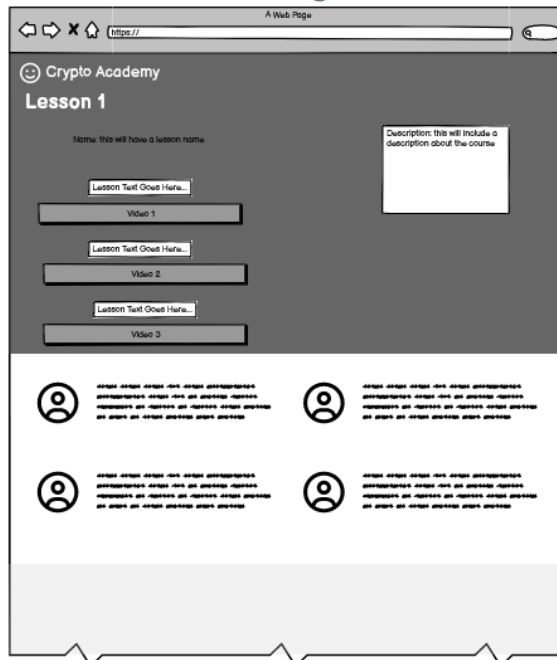 A Web Page
https://
Crypto Academy
Lesson 1
Name: this will have a lesson name
Description: this will include a
description about the course
Lesson Text Goes Here...
Video 1
Lesson Text Goes Here...
Video 2
Lesson Text Goes Here...
Video 3